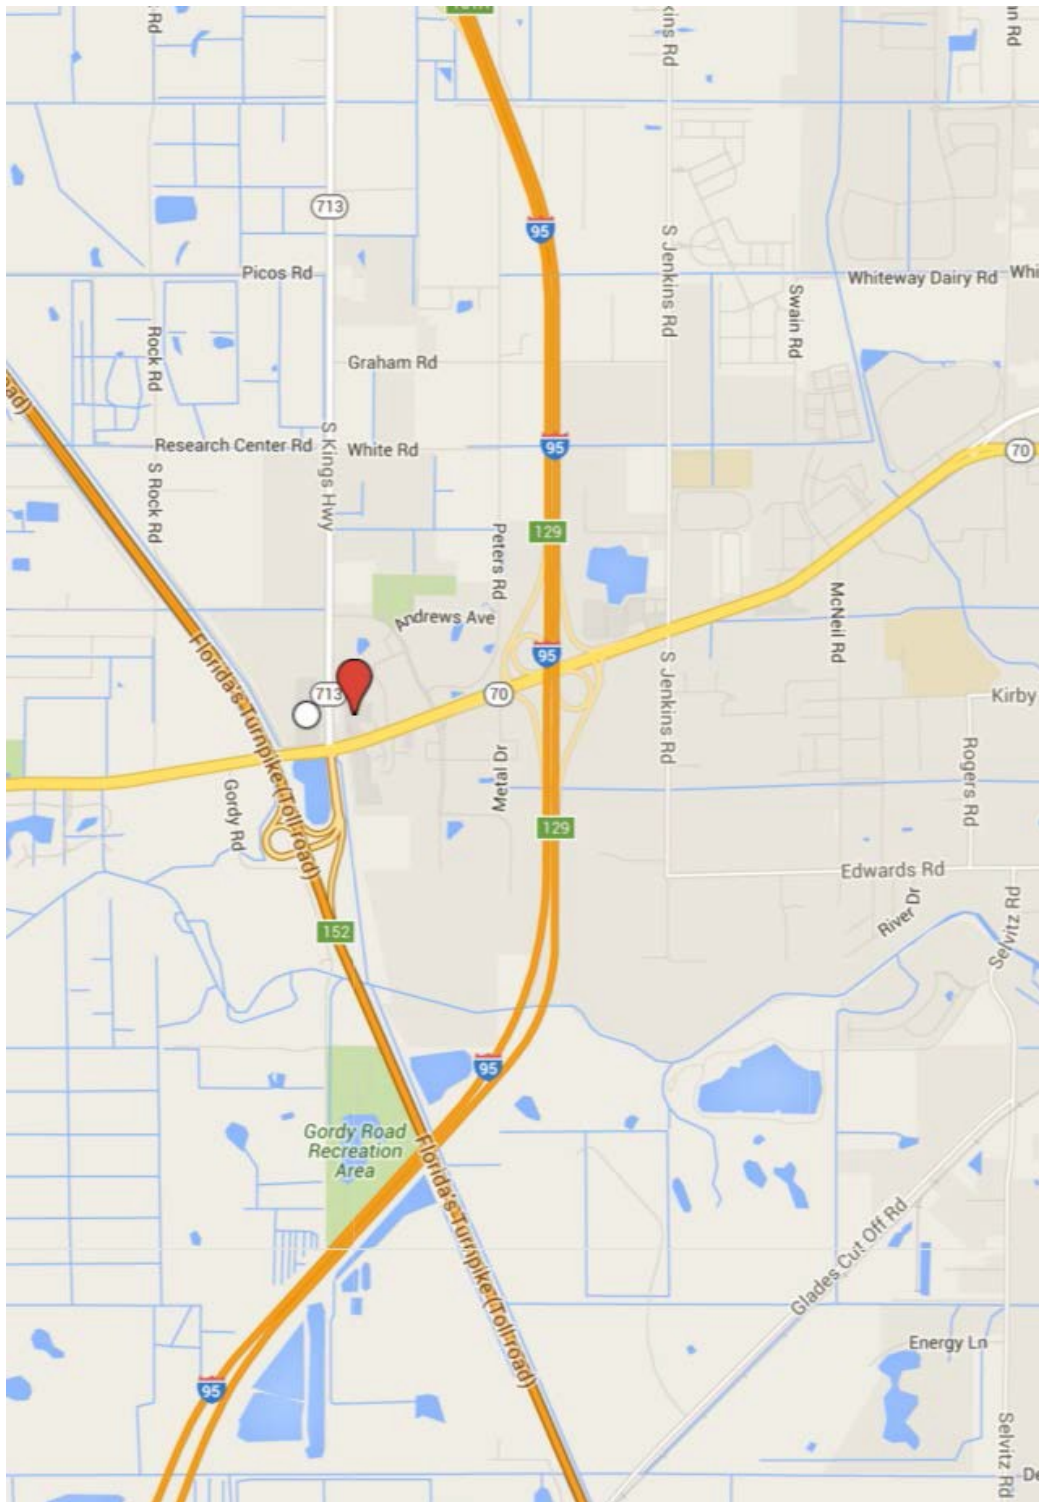 Rd
kins Rd
Rd
713
95
S Jenkins Rd
Picos Rd
Whiteway Dairy Rd
Swain Rd
Rock Rd
Graham Rd
S Kings Hwy
Research Center Rd
White Rd
95
70
S Rock Rd
129
Peters Rd
Andrews Ave
McNeil Rd
Florida's Turnpike (Toll road)
95
S Jenkins Rd
713
70
Kirby
Metal Dr
Rogers Rd
Gordy Rd
129
Edwards Rd
River Dr
Selvitz Rd
152
95
Gordy Road
Recreation
Area
Florida's Turnpike (Toll road)
Glades Cut Off Rd
Energy Ln
95
Selvitz Rd